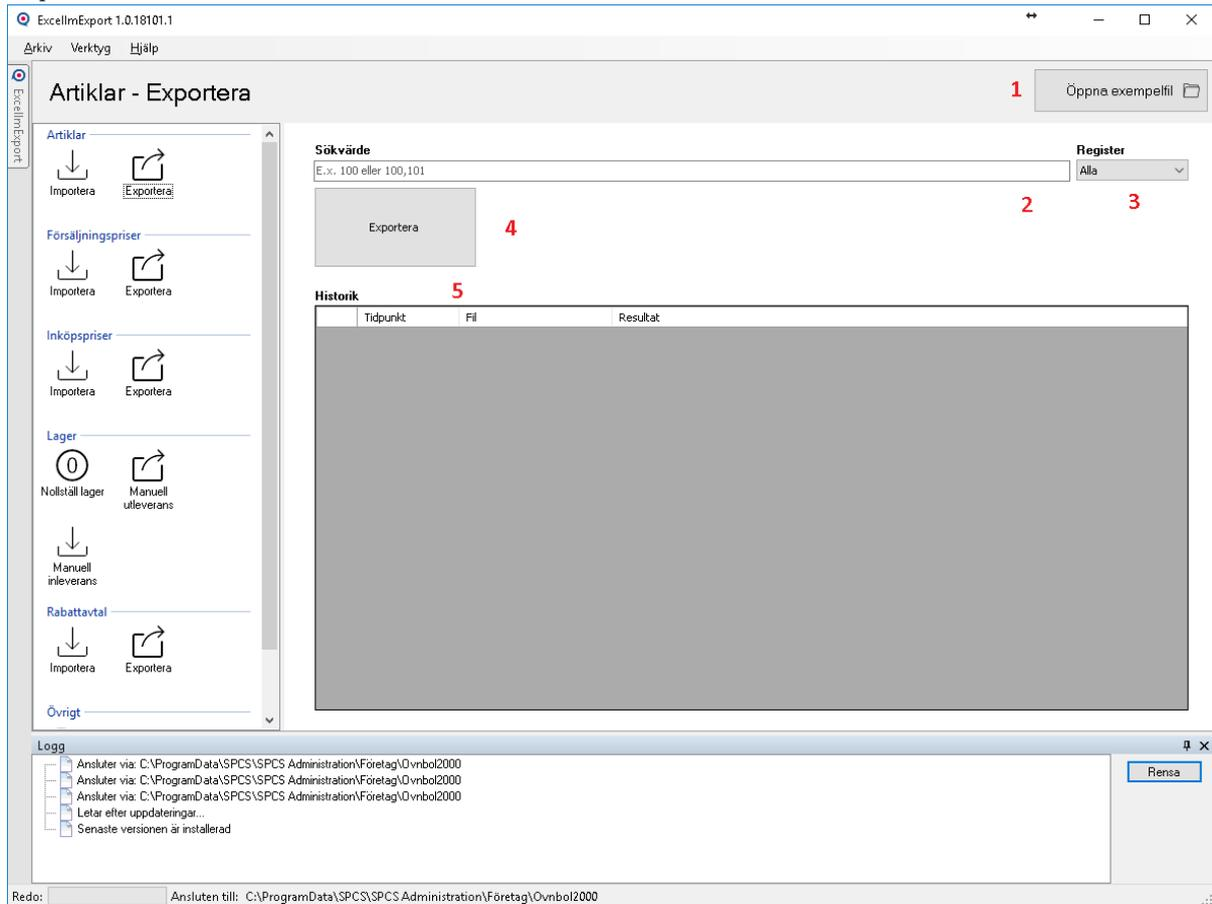 ExcelImExport 1.0.18101.1
Arkiv Verktyg Hjälp
ExcelImExport
Artiklar - Exportera
1
Öppna exempelfil
Artiklar
Importera Exportera
Försäljningspriser
Importera Exportera
Inköpspriser
Importera Exportera
Lager
0
Nollställ lager Manuell utleverans
Manuell inleverans
Rabattavtal
Importera Exportera
Övrigt
Sökvärde
E.x. 100 eller 100,101
2
Register
Alla
3
Exportera
4
5
Historik
Tidpunkt Fil Resultat
Logg
Ansluter via: C:\ProgramData\SPCS\SPCS Administration\Företag\Ovnbol2000
Ansluter via: C:\ProgramData\SPCS\SPCS Administration\Företag\Ovnbol2000
Ansluter via: C:\ProgramData\SPCS\SPCS Administration\Företag\Ovnbol2000
Letar efter uppdateringar...
Senaste versionen är installerad
Rensa
Redo: Ansluten till: C:\ProgramData\SPCS\SPCS Administration\Företag\Ovnbol2000